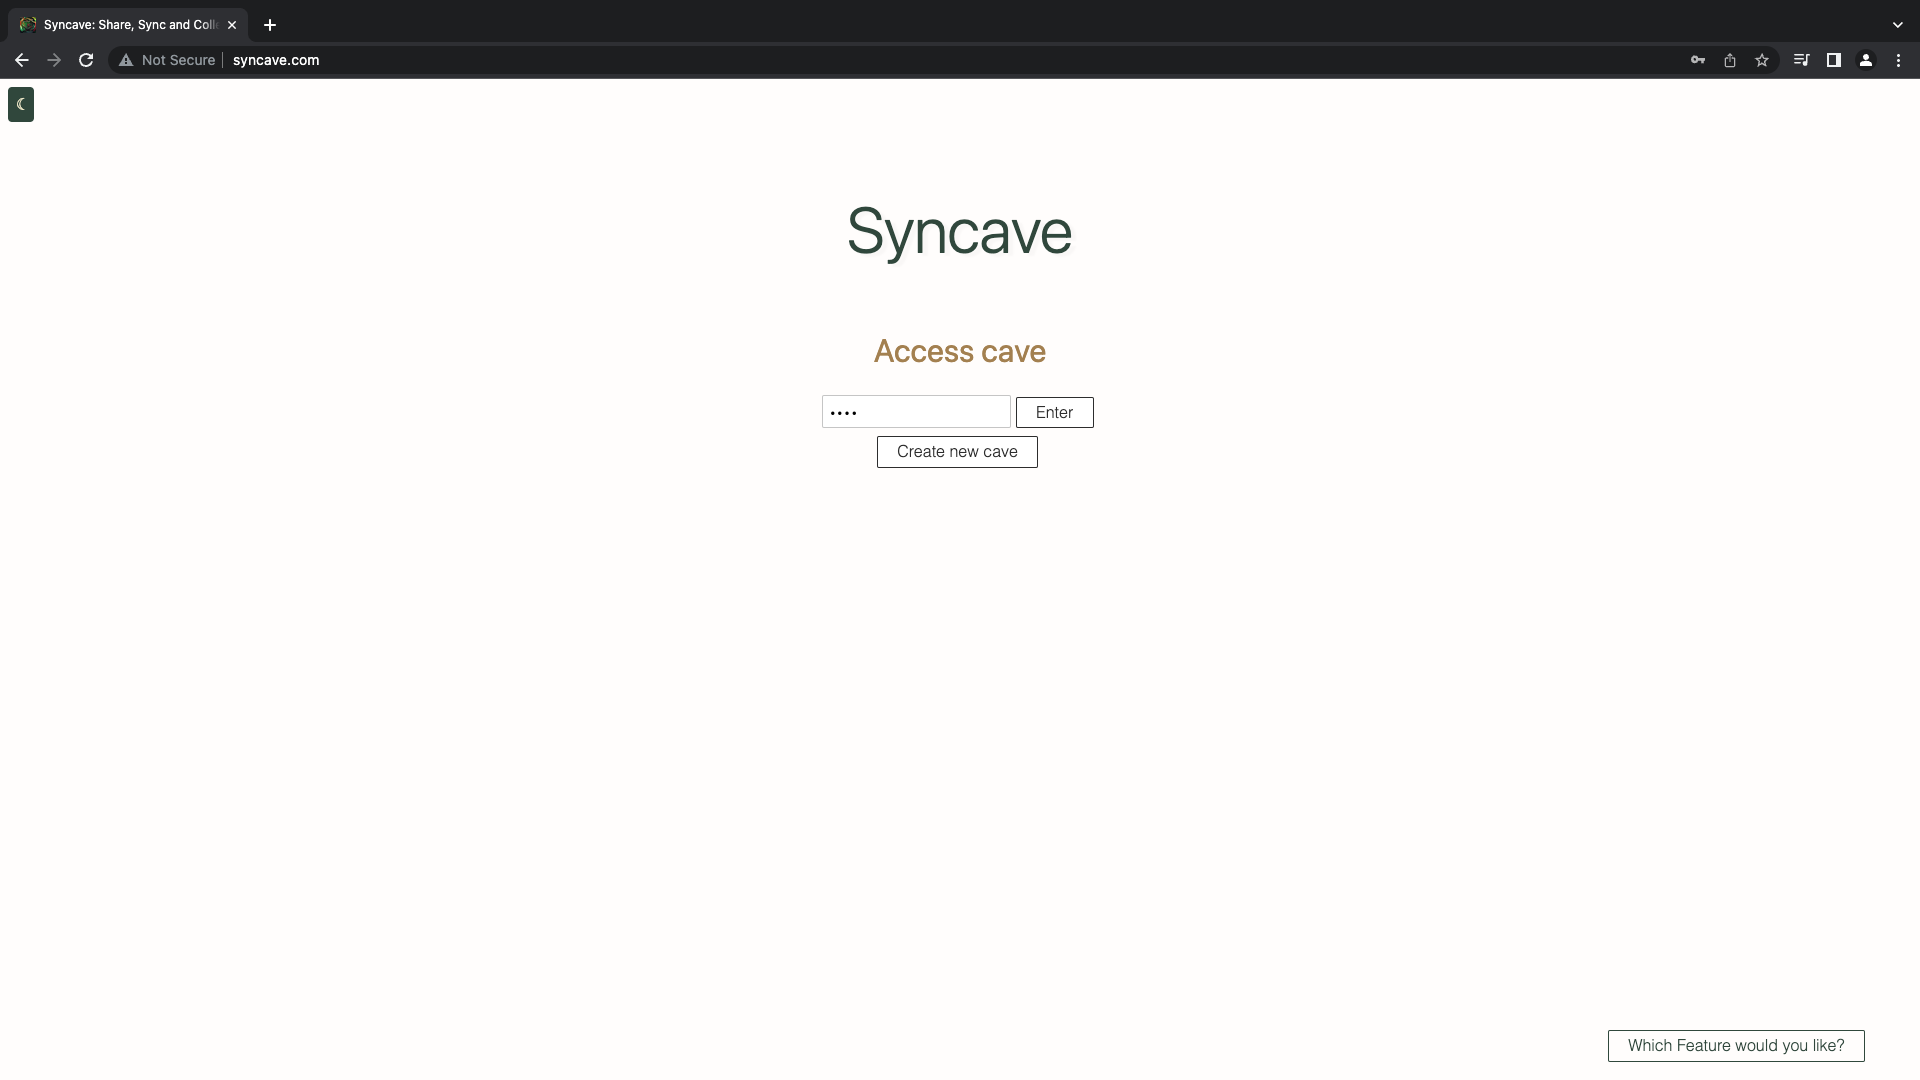 Syncave: Share, Sync and Coll
Not Secure
syncave.com
Syncave
Access cave
••••
Enter
Create new cave
Which Feature would you like?